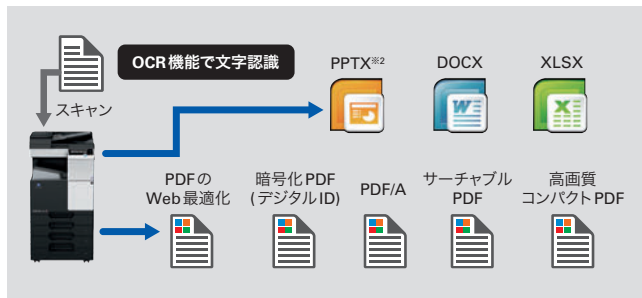 OCR機能で文字認識
スキャン
PPTX※2
DOCX
XLSX
PDFの
Web最適化
暗号化PDF
(デジタルID)
PDF/A
サーチャブル
PDF
高画質
コンパクトPDF